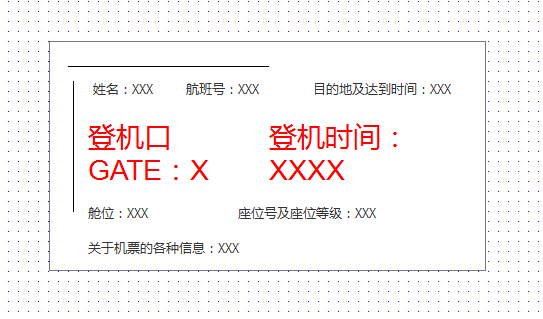 姓名：XXX 航班号：XXX 目的地及达到时间：XXX
登机口 登机时间：
GATE：X XXXX
舱位：XXX 座位号及座位等级：XXX
关于机票的各种信息：XXX